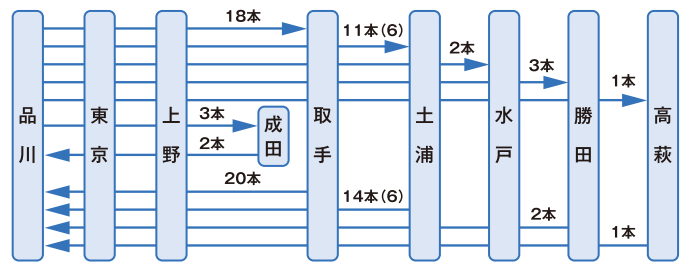 18本
11本(6)
2本
3本
1本
品川
東京
上野
3本
成田
2本
取手
土浦
水戸
勝田
高萩
20本
14本(6)
2本
1本